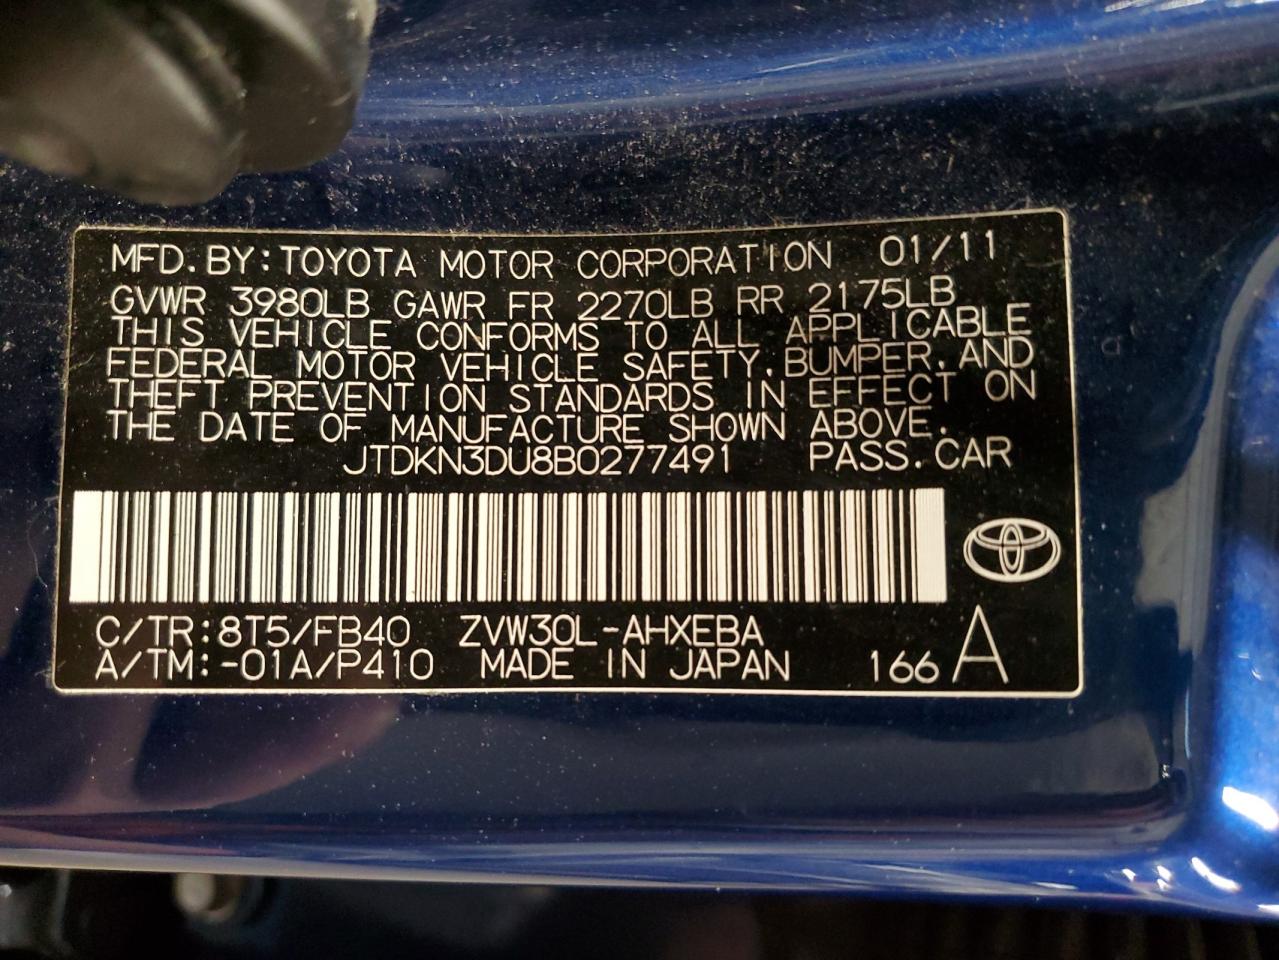 MFD. BY: TOYOTA MOTOR CORPORATION 01/11
GVWR 3980LB GAWR FR 2270LB RR 2175LB
THIS VEHICLE CONFORMS TO ALL APPLICABLE
FEDERAL MOTOR VEHICLE SAFETY, BUMPER, AND
THEFT PREVENTION STANDARDS IN EFFECT ON
THE DATE OF MANUFACTURE SHOWN ABOVE.
JTDKN3DU8B0277491 PASS. CAR
C/TR: 8T5/FB40 ZVW30L-AHXEBA
A/TM: -01A/P410 MADE IN JAPAN 166 A